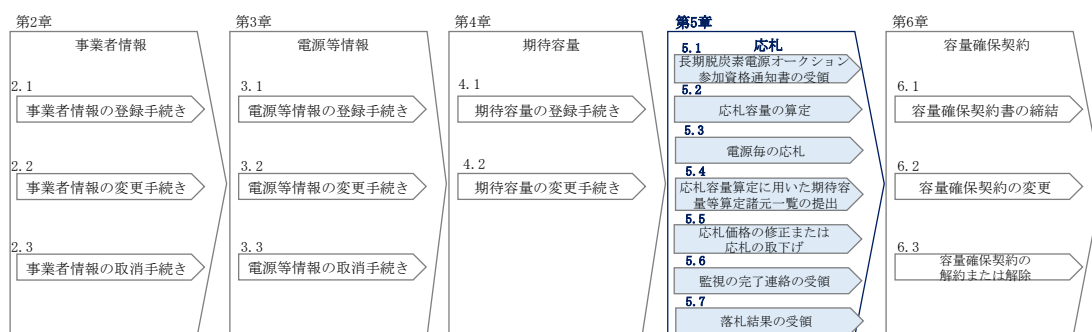 第2章
事業者情報
2.1
事業者情報の登録手続き
2.2
事業者情報の変更手続き
2.3
事業者情報の取消手続き
第3章
電源等情報
3.1
電源等情報の登録手続き
3.2
電源等情報の変更手続き
3.3
電源等情報の取消手続き
第4章
期待容量
4.1
期待容量の登録手続き
4.2
期待容量の変更手続き
第5章
応札
5.1
長期脱炭素電源オークション
参加資格通知書の受領
5.2
応札容量の算定
5.3
電源毎の応札
5.4
応札容量算定に用いた期待容
量等算定諸元一覧の提出
5.5
応札価格の修正または
応札の取下げ
5.6
監視の完了連絡の受領
5.7
落札結果の受領
第6章
容量確保契約
6.1
容量確保契約書の締結
6.2
容量確保契約の変更
6.3
容量確保契約の
解約または解除